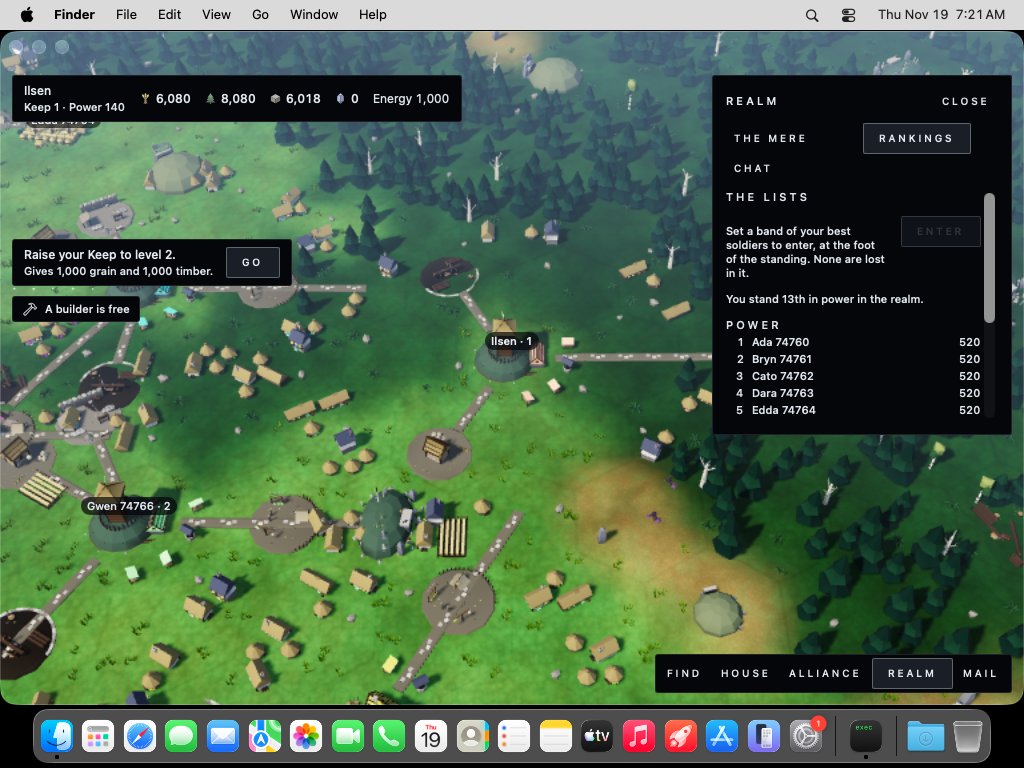 Finder File Edit View Go Window Help Thu Nov 19 7:21 AM
Ilsen
Keep 1 · Power 140
6,080 8,080 6,018 0 Energy 1,000
Raise your Keep to level 2.
Gives 1,000 grain and 1,000 timber.
GO
A builder is free
Ilsen · 1
Gwen 74766 · 2
REALM CLOSE
THE MERE RANKINGS
CHAT
THE LISTS
Set a band of your best
soldiers to enter, at the foot
of the standing. None are lost
in it.
ENTER
You stand 13th in power in the realm.
POWER
1 Ada 74760 520
2 Bryn 74761 520
3 Cato 74762 520
4 Dara 74763 520
5 Edda 74764 520
FIND HOUSE ALLIANCE REALM MAIL
Thu
19
tv
1
exec